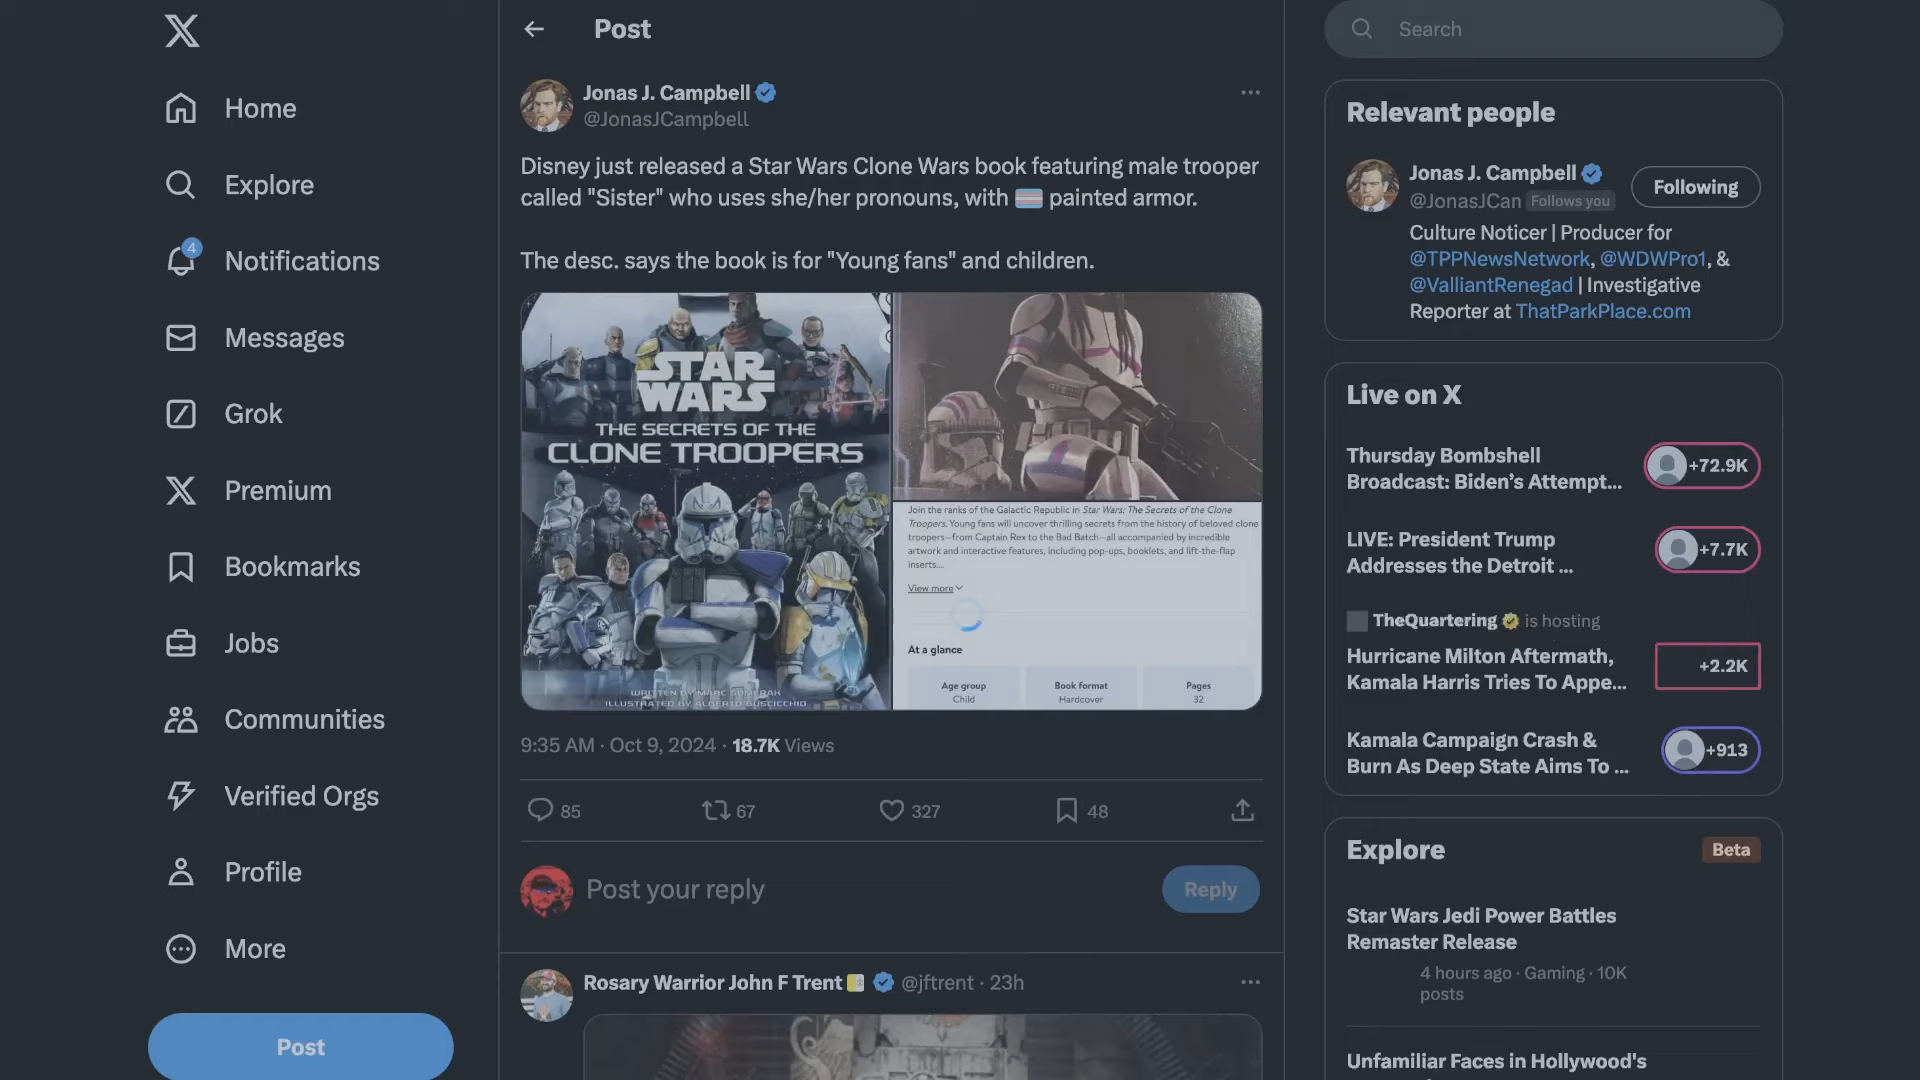 Home
Explore
4
Notifications
Messages
Grok
Premium
Bookmarks
Jobs
Communities
Verified Orgs
Profile
More
Post
Post
Jonas J. Campbell
@JonasJCampbell
Disney just released a Star Wars Clone Wars book featuring male trooper
called "Sister" who uses she/her pronouns, with painted armor.
The desc. says the book is for "Young fans" and children.
STAR
WARS
THE SECRETS OF THE
CLONE TROOPERS
WRITTEN BY MARC SUMERAK
ILLUSTRATED BY ALBERTO BUSCICCHIO
Join the ranks of the Galactic Republic in Star Wars: The Secrets of the Clone
Troopers. Young fans will uncover thrilling secrets from the history of beloved clone
troopers—from Captain Rex to the Bad Batch—all accompanied by incredible
artwork and interactive features, including pop-ups, booklets, and lift-the-flap
inserts....
View more
At a glance
Age group
Child
Book format
Hardcover
Pages
32
9:35 AM · Oct 9, 2024 · 18.7K Views
85
67
327
48
Post your reply
Reply
Rosary Warrior John F Trent @jftrent · 23h
Search
Relevant people
Jonas J. Campbell
@JonasJCan Follows you
Following
Culture Noticer | Producer for
@TPPNewsNetwork, @WDWPro1, &
@ValliantRenegad | Investigative
Reporter at ThatParkPlace.com
Live on X
Thursday Bombshell
Broadcast: Biden's Attempt...
+72.9K
LIVE: President Trump
Addresses the Detroit ...
+7.7K
TheQuartering is hosting
Hurricane Milton Aftermath,
Kamala Harris Tries To Appe...
+2.2K
Kamala Campaign Crash &
Burn As Deep State Aims To ...
+913
Explore
Beta
Star Wars Jedi Power Battles
Remaster Release
4 hours ago · Gaming · 10K
posts
Unfamiliar Faces in Hollywood's